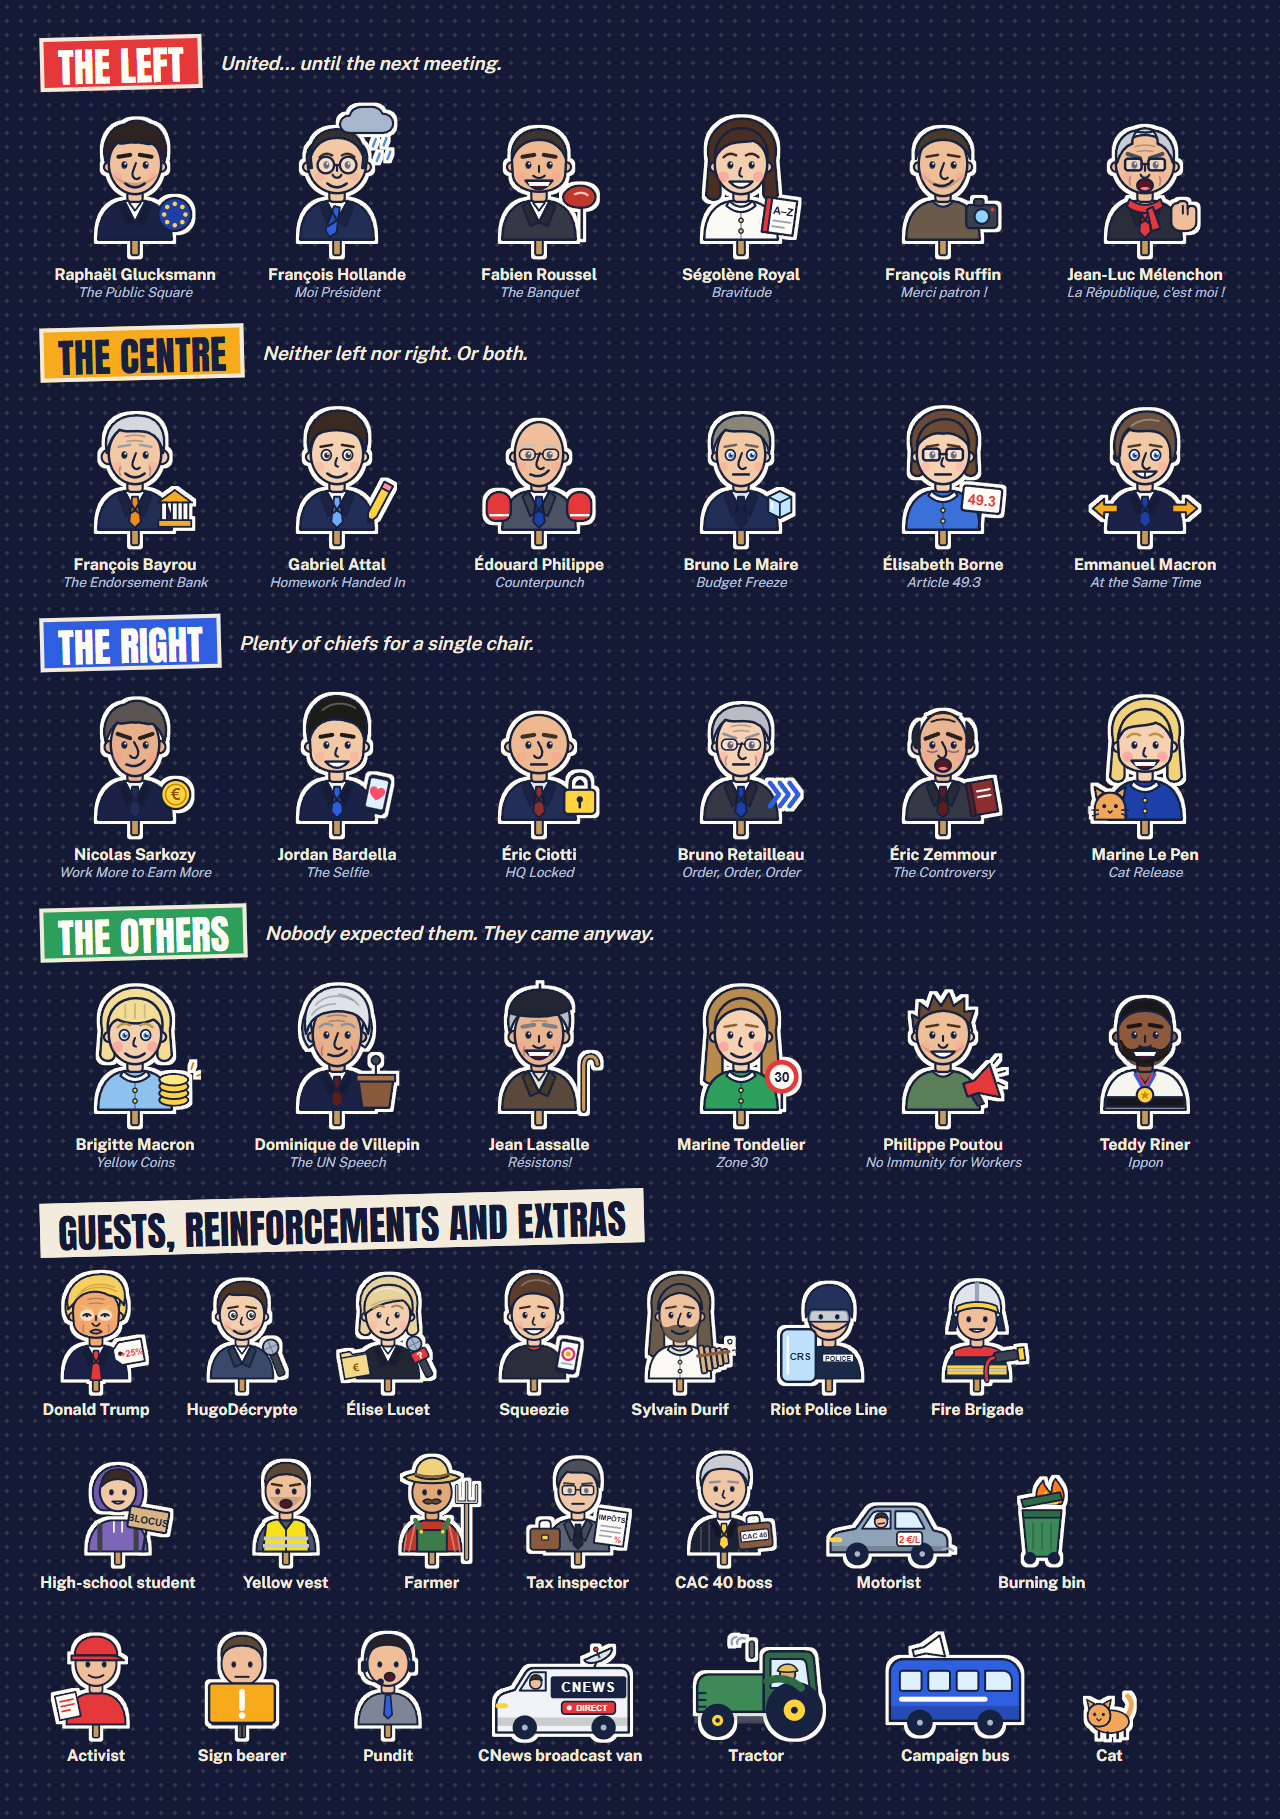 THE LEFT
United... until the next meeting.
A–Z
Raphaël Glucksmann
The Public Square
François Hollande
Moi Président
Fabien Roussel
The Banquet
Ségolène Royal
Bravitude
François Ruffin
Merci patron !
Jean-Luc Mélenchon
La République, c'est moi !
THE CENTRE
Neither left nor right. Or both.
49.3
François Bayrou
The Endorsement Bank
Gabriel Attal
Homework Handed In
Édouard Philippe
Counterpunch
Bruno Le Maire
Budget Freeze
Élisabeth Borne
Article 49.3
Emmanuel Macron
At the Same Time
THE RIGHT
Plenty of chiefs for a single chair.
€
Nicolas Sarkozy
Work More to Earn More
Jordan Bardella
The Selfie
Éric Ciotti
HQ Locked
Bruno Retailleau
Order, Order, Order
Éric Zemmour
The Controversy
Marine Le Pen
Cat Release
THE OTHERS
Nobody expected them. They came anyway.
30
Brigitte Macron
Yellow Coins
Dominique de Villepin
The UN Speech
Jean Lassalle
Résistons!
Marine Tondelier
Zone 30
Philippe Poutou
No Immunity for Workers
Teddy Riner
Ippon
GUESTS, REINFORCEMENTS AND EXTRAS
+25%
€
?
CRS
POLICE
Donald Trump
HugoDécrypte
Élise Lucet
Squeezie
Sylvain Durif
Riot Police Line
Fire Brigade
BLOCUS
IMPÔTS
%
CAC 40
2 €/L
High-school student
Yellow vest
Farmer
Tax inspector
CAC 40 boss
Motorist
Burning bin
!
CNEWS
DIRECT
Activist
Sign bearer
Pundit
CNews broadcast van
Tractor
Campaign bus
Cat